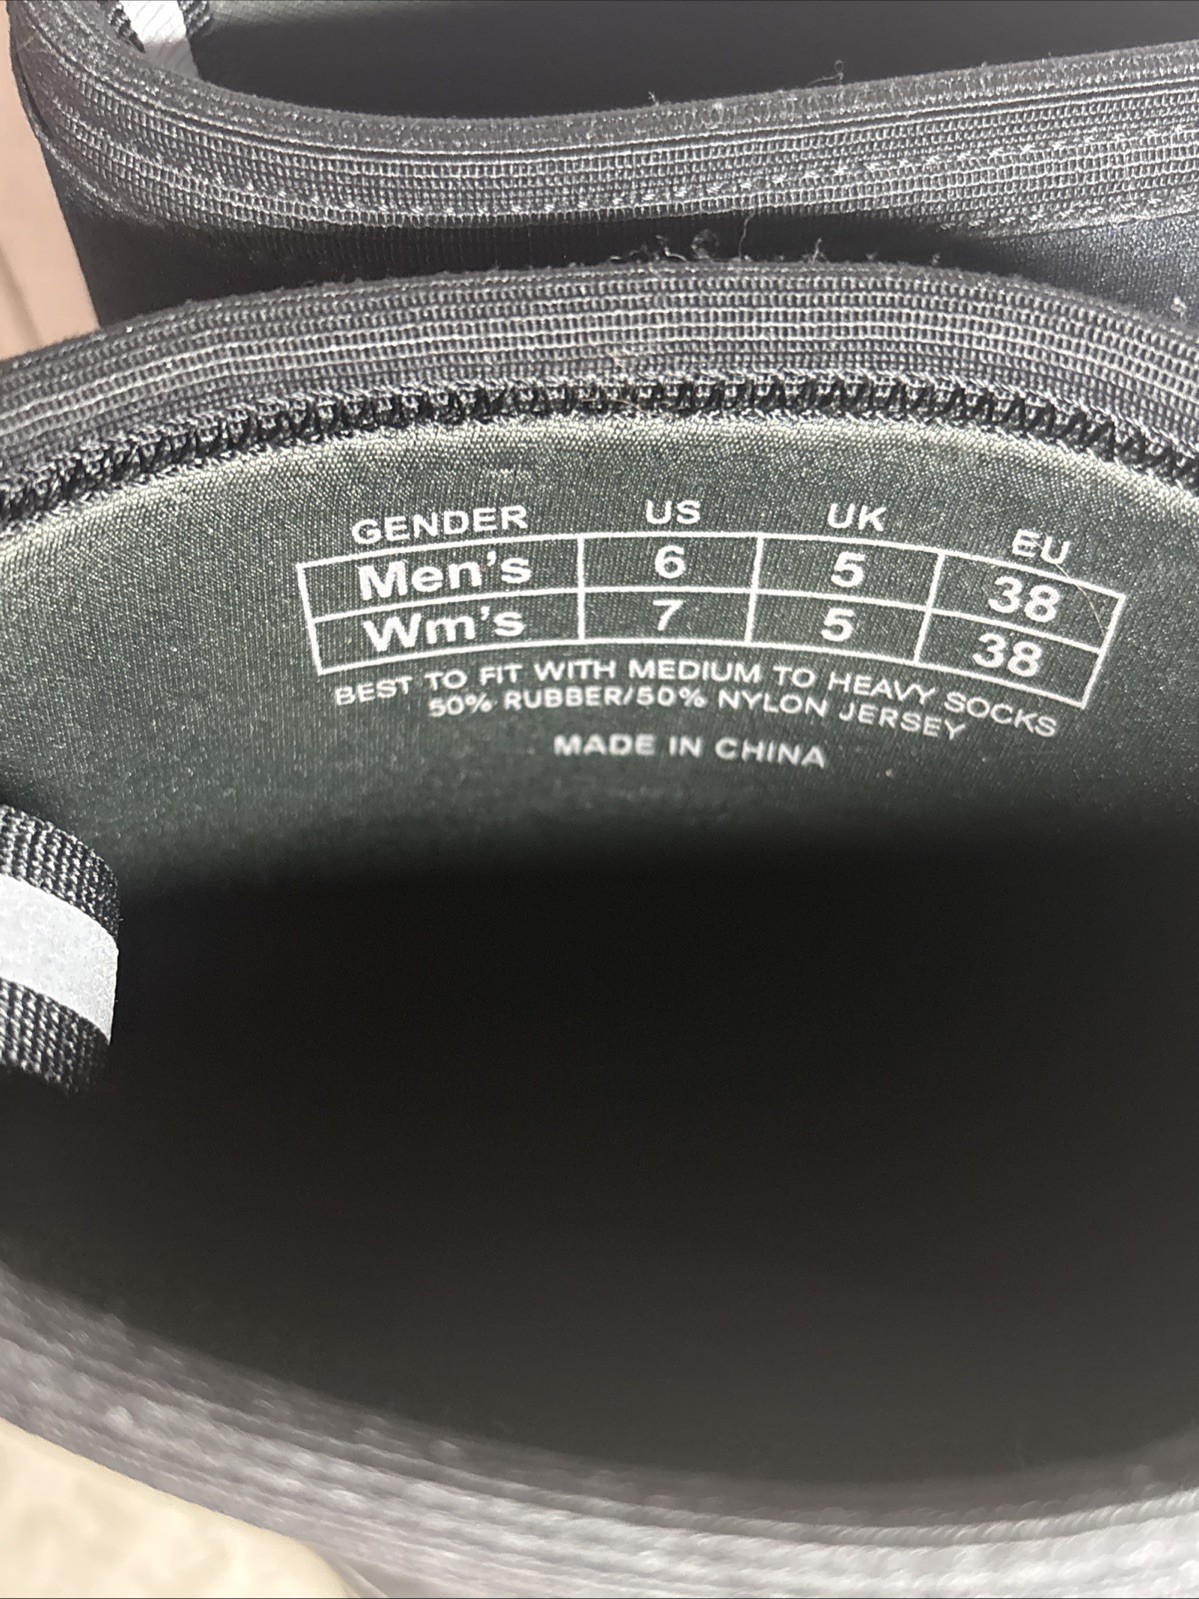 GENDER US UK EU
Men's 6 5 38
Wm's 7 5 38
BEST TO FIT WITH MEDIUM TO HEAVY SOCKS
50% RUBBER/50% NYLON JERSEY
MADE IN CHINA